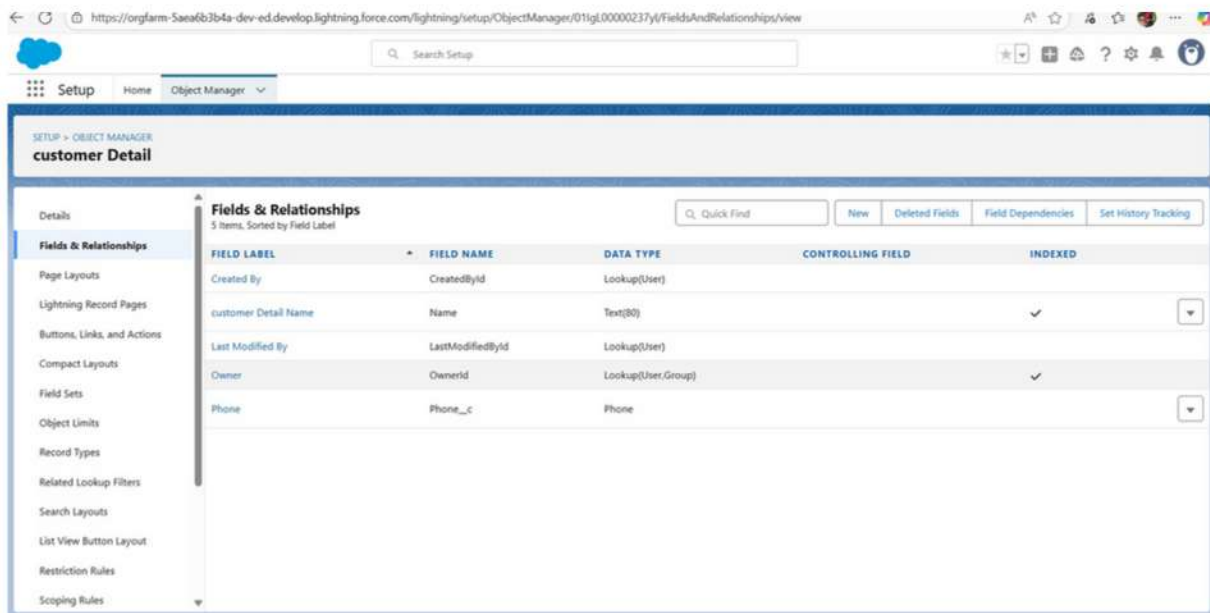 https://orgfarm-5aea6b3b4a-dev-ed.develop.lightning.force.com/lightning/setup/ObjectManager/01IgL00000237yI/FieldsAndRelationships/view
Search Setup
Setup Home Object Manager
SETUP > OBJECT MANAGER
customer Detail
Details
Fields & Relationships
Page Layouts
Lightning Record Pages
Buttons, Links, and Actions
Compact Layouts
Field Sets
Object Limits
Record Types
Related Lookup Filters
Search Layouts
List View Button Layout
Restriction Rules
Scoping Rules
Fields & Relationships
5 Items, Sorted by Field Label
Quick Find New Deleted Fields Field Dependencies Set History Tracking
FIELD LABEL FIELD NAME DATA TYPE CONTROLLING FIELD INDEXED
Created By CreatedById Lookup(User)
customer Detail Name Name Text(80)
Last Modified By LastModifiedById Lookup(User)
Owner OwnerId Lookup(User,Group)
Phone Phone__c Phone